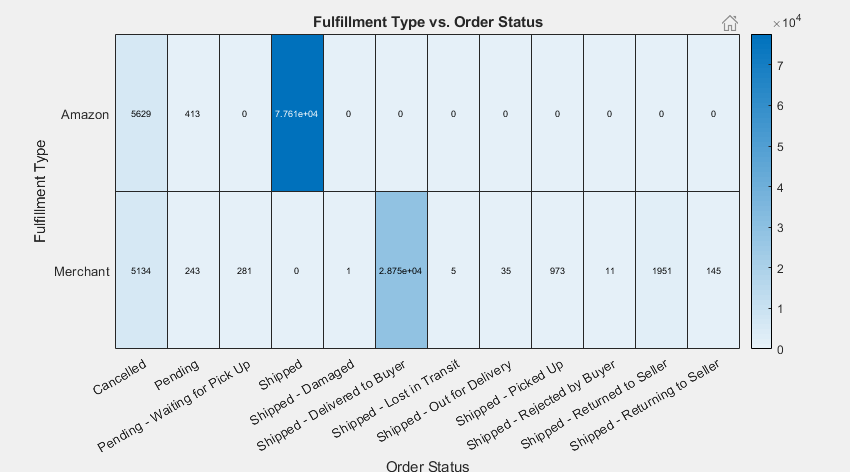 Fulfillment Type vs. Order Status
×10^4
Fulfillment Type
Amazon 5629 413 0 7.761e+04 0 0 0 0 0 0 0 0
Merchant 5134 243 281 0 1 2.875e+04 5 35 973 11 1951 145
7
6
5
4
3
2
1
0
Cancelled
Pending
Pending - Waiting for Pick Up
Shipped
Shipped - Damaged
Shipped - Delivered to Buyer
Shipped - Lost in Transit
Shipped - Out for Delivery
Shipped - Picked Up
Shipped - Rejected by Buyer
Shipped - Returned to Seller
Shipped - Returning to Seller
Order Status